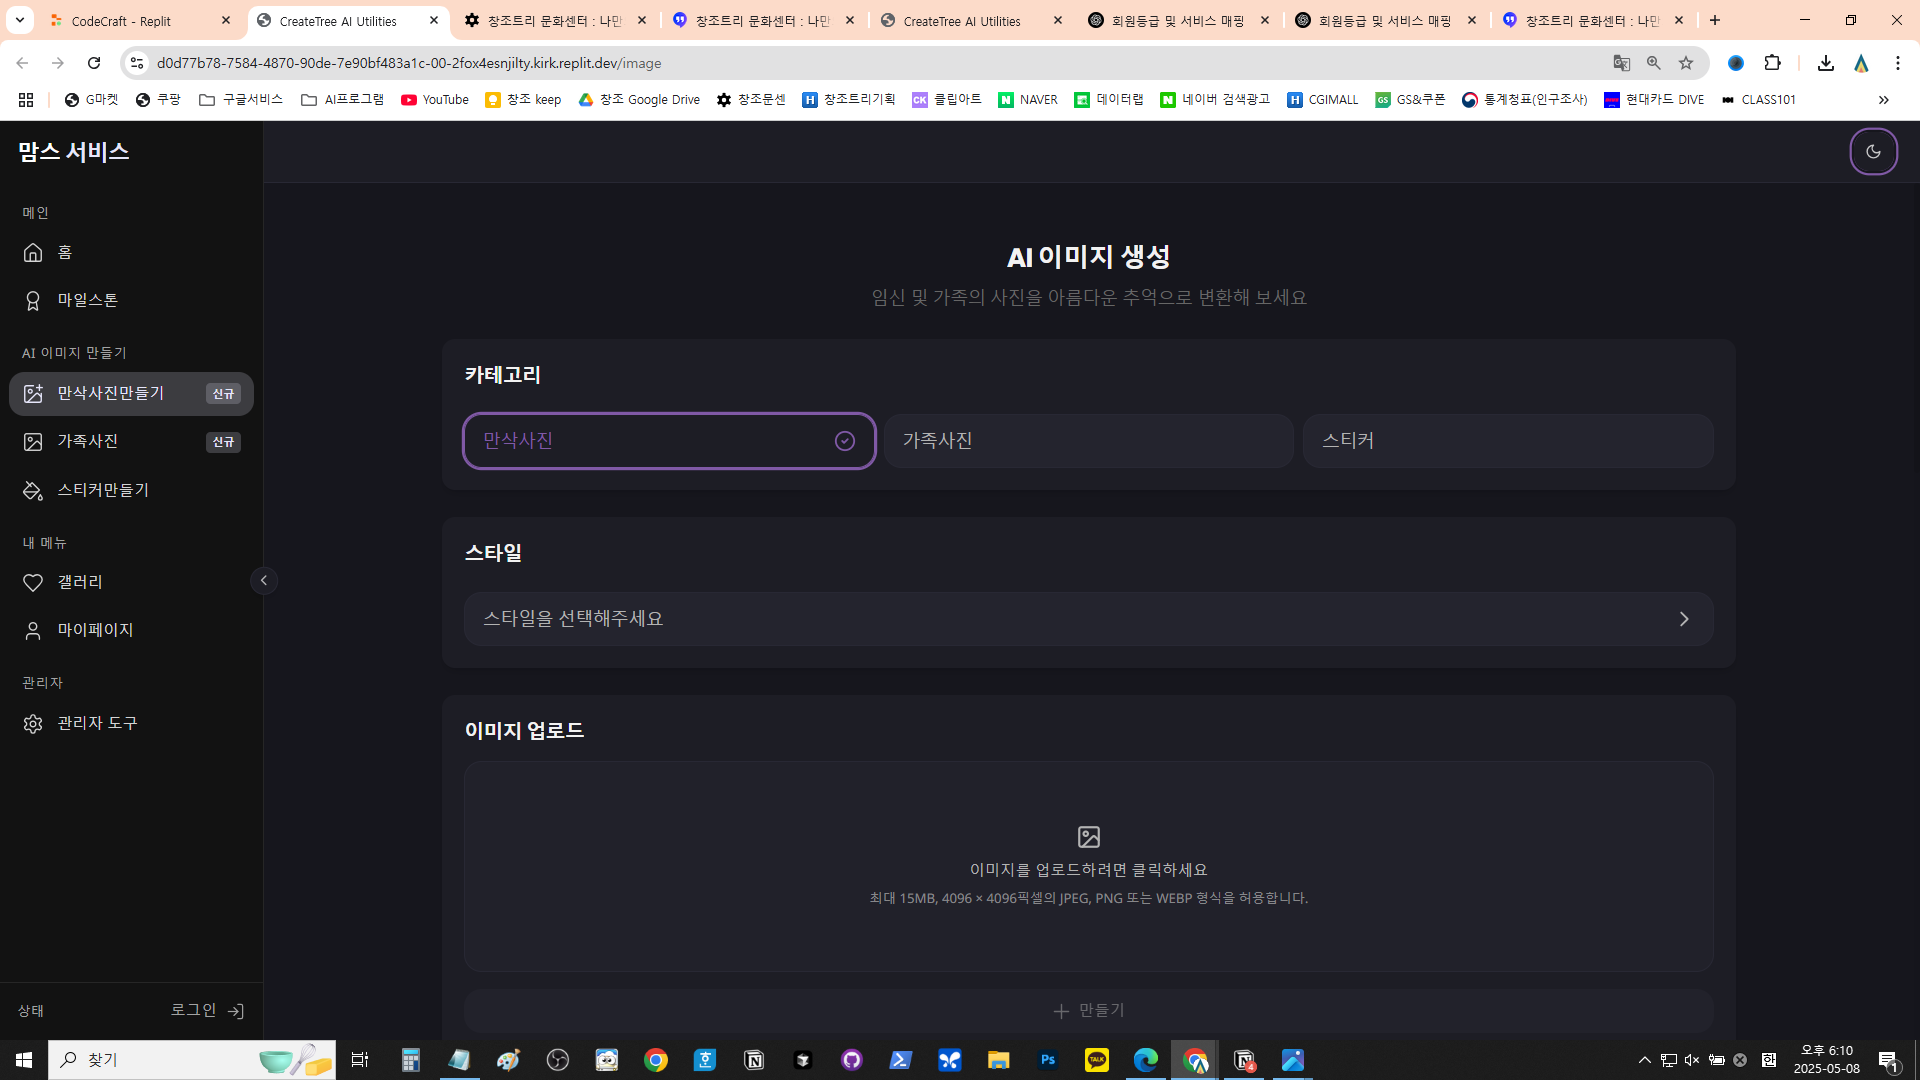 CodeCraft - Replit
CreateTree AI Utilities
창조트리 문화센터 : 나만
창조트리 문화센터 : 나만
CreateTree AI Utilities
회원등급 및 서비스 매핑
회원등급 및 서비스 매핑
창조트리 문화센터 : 나만
d0d77b78-7584-4870-90de-7e90bf483a1c-00-2fox4esnjilty.kirk.replit.dev/image
G마켓
쿠팡
구글서비스
AI프로그램
YouTube
창조 keep
창조 Google Drive
창조문센
창조트리기획
클립아트
NAVER
데이터랩
네이버 검색광고
CGIMALL
GS&쿠폰
통계청표(인구조사)
현대카드 DIVE
CLASS101
맘스 서비스
메인
홈
마일스톤
AI 이미지 만들기
만삭사진만들기 신규
가족사진 신규
스티커만들기
내 메뉴
갤러리
마이페이지
관리자
관리자 도구
상태
로그인
AI 이미지 생성
임신 및 가족의 사진을 아름다운 추억으로 변환해 보세요
카테고리
만삭사진
가족사진
스티커
스타일
스타일을 선택해주세요
이미지 업로드
이미지를 업로드하려면 클릭하세요
최대 15MB, 4096 × 4096픽셀의 JPEG, PNG 또는 WEBP 형식을 허용합니다.
만들기
찾기
오후 6:10
2025-05-08